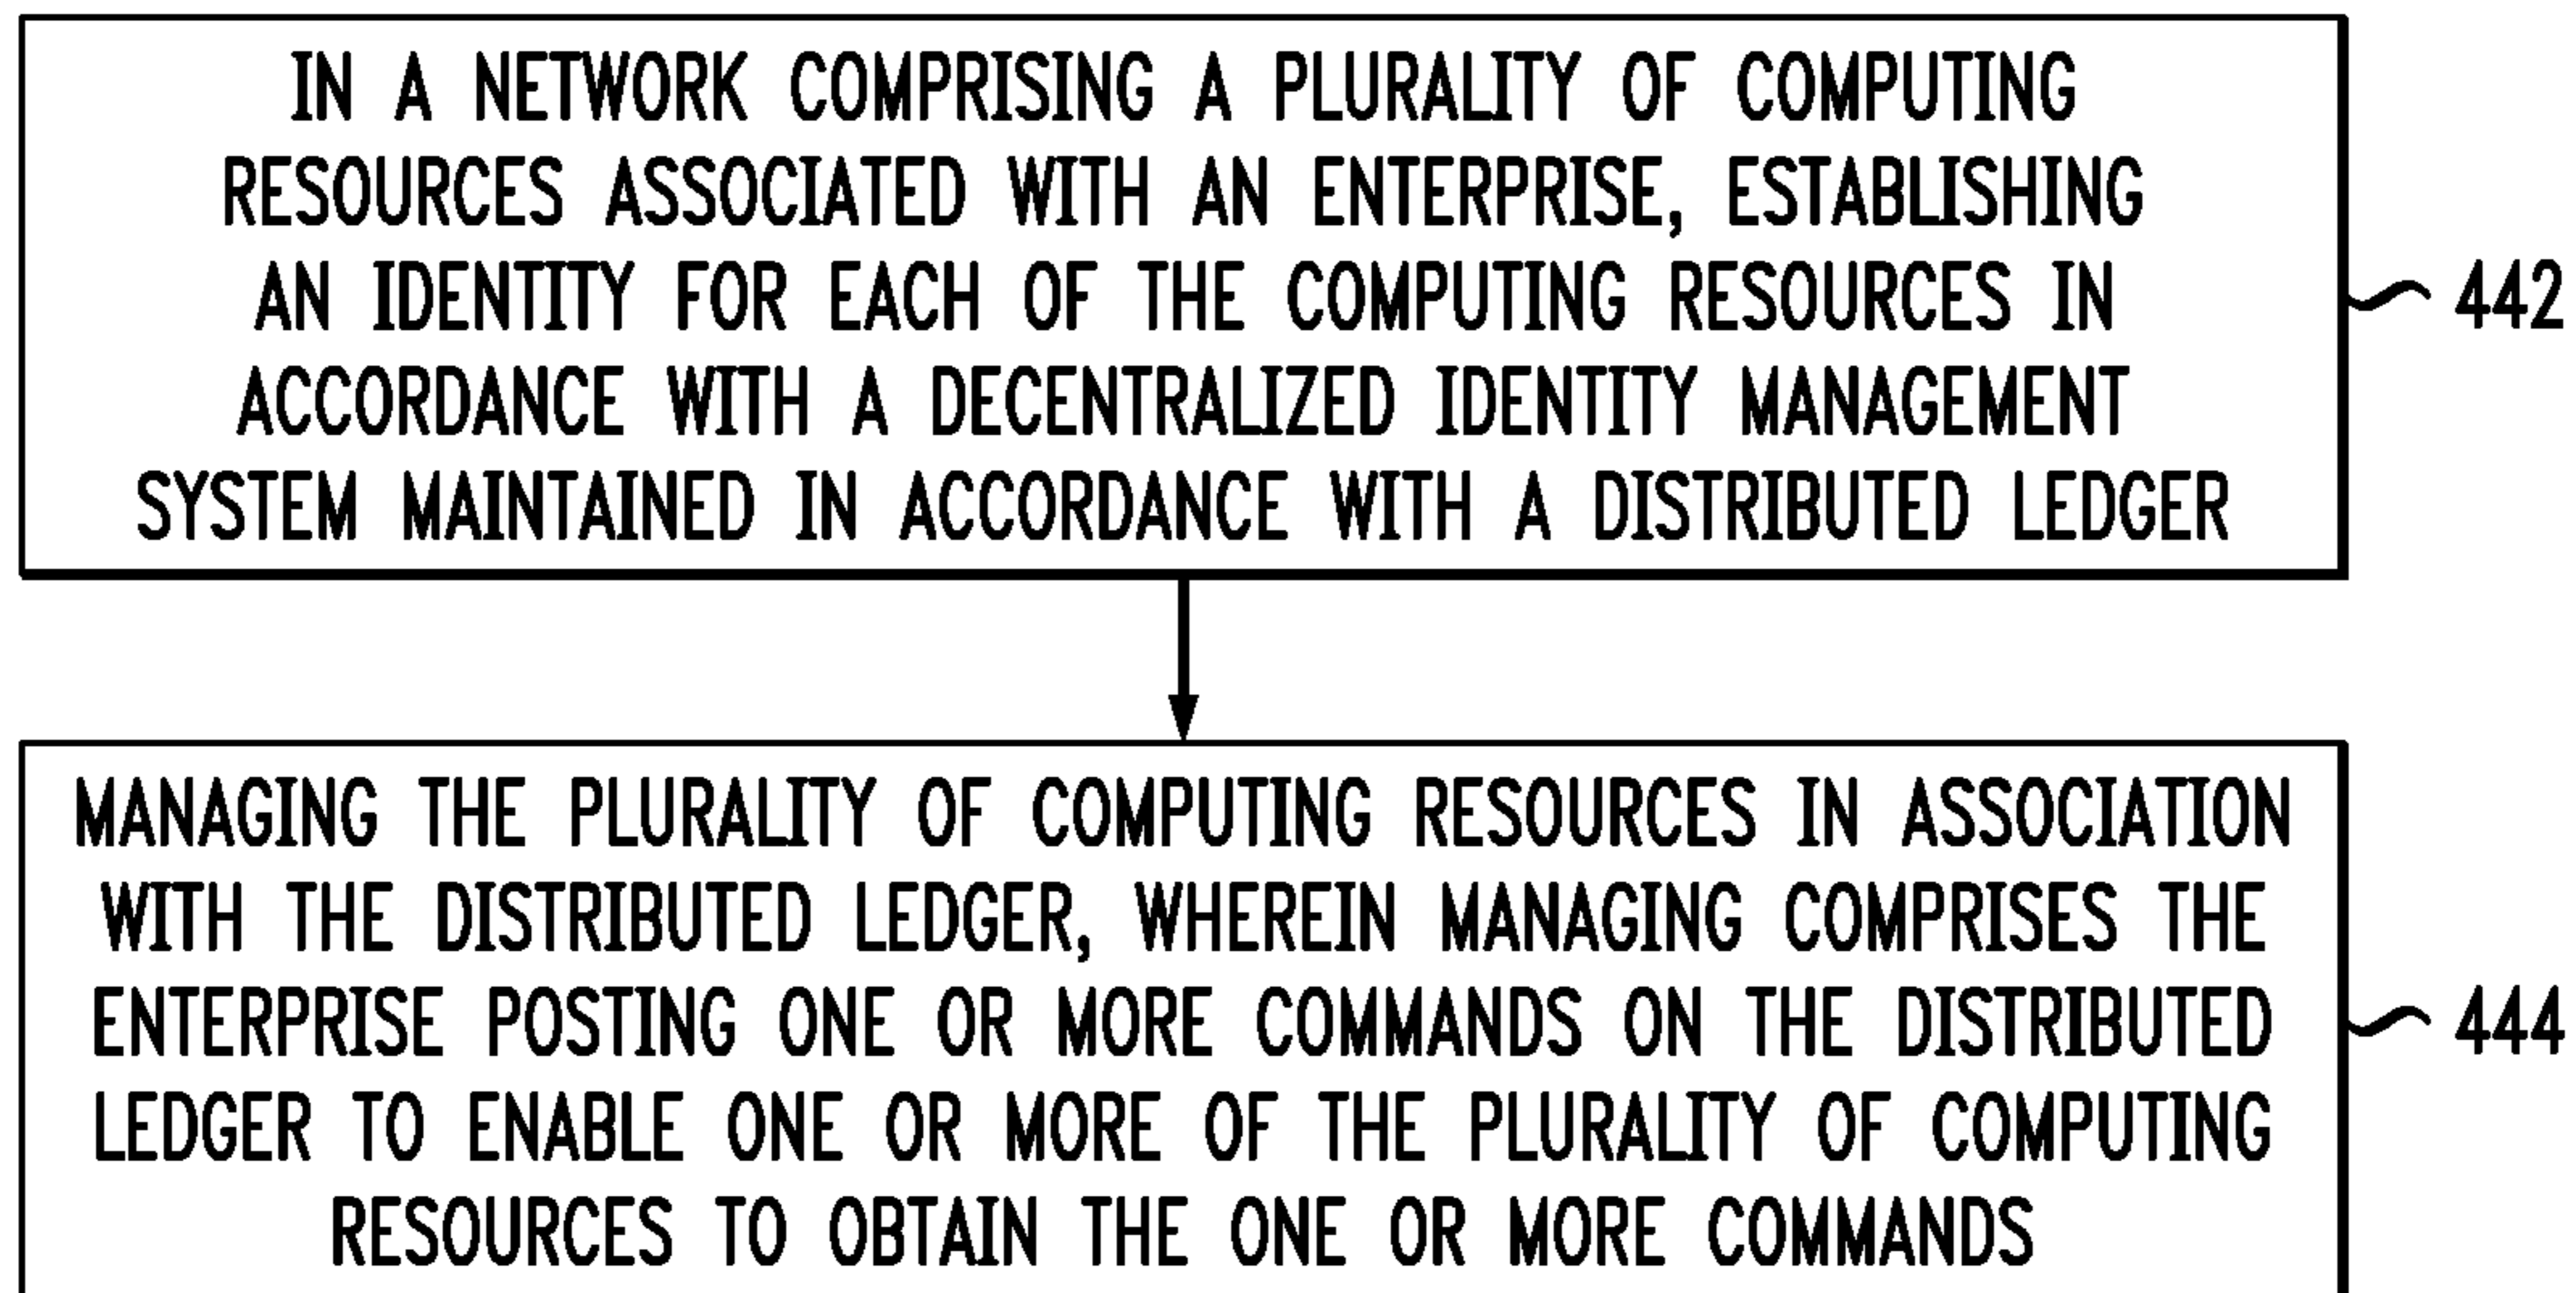 IN A NETWORK COMPRISING A PLURALITY OF COMPUTING
RESOURCES ASSOCIATED WITH AN ENTERPRISE, ESTABLISHING
AN IDENTITY FOR EACH OF THE COMPUTING RESOURCES IN
ACCORDANCE WITH A DECENTRALIZED IDENTITY MANAGEMENT
SYSTEM MAINTAINED IN ACCORDANCE WITH A DISTRIBUTED LEDGER
442
MANAGING THE PLURALITY OF COMPUTING RESOURCES IN ASSOCIATION
WITH THE DISTRIBUTED LEDGER, WHEREIN MANAGING COMPRISES THE
ENTERPRISE POSTING ONE OR MORE COMMANDS ON THE DISTRIBUTED
LEDGER TO ENABLE ONE OR MORE OF THE PLURALITY OF COMPUTING
RESOURCES TO OBTAIN THE ONE OR MORE COMMANDS
444